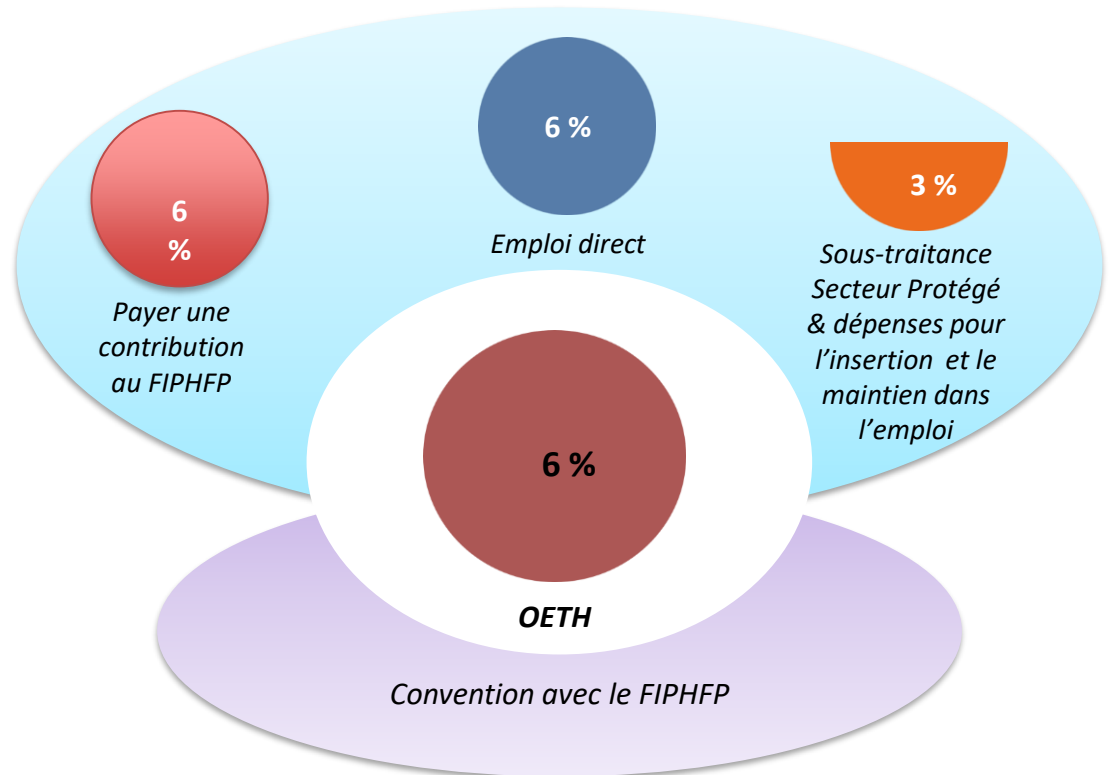 6
%
Payer une
contribution
au FIPHFP
6 %
Emploi direct
3 %
Sous-traitance
Secteur Protégé
& dépenses pour
l’insertion et le
maintien dans
l’emploi
6 %
OETH
Convention avec le FIPHFP